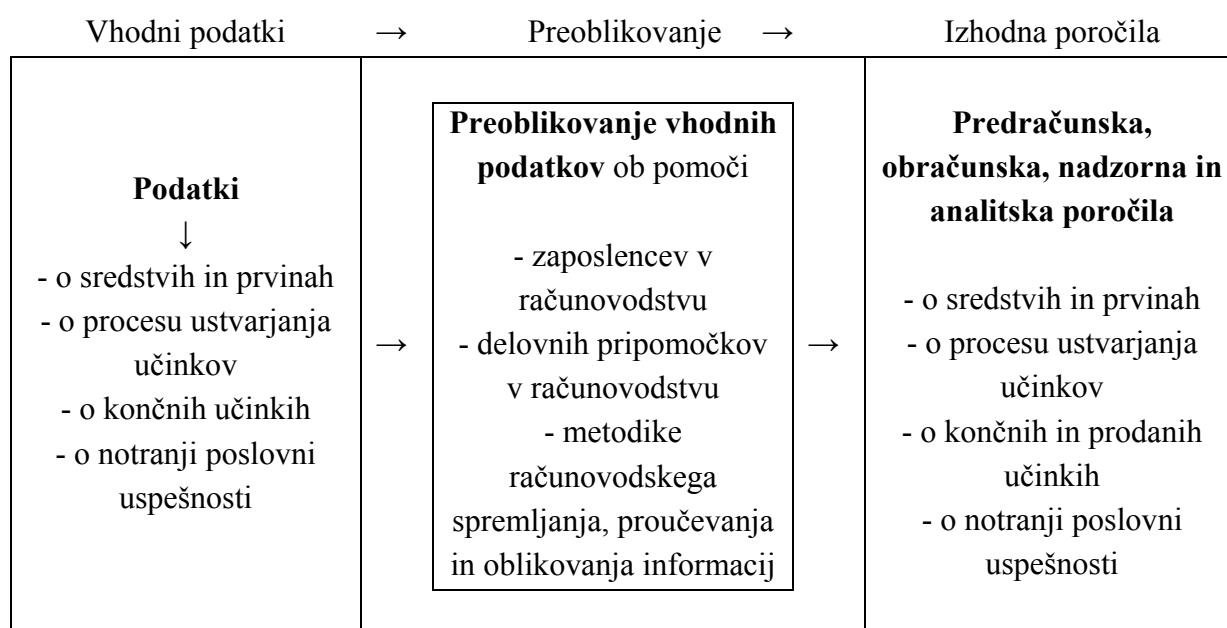 Vhodni podatki → Preoblikovanje → Izhodna poročila
Podatki
↓
- o sredstvih in prvinah
- o procesu ustvarjanja
učinkov
- o končnih učinkih
- o notranji poslovni
uspešnosti
→
Preoblikovanje vhodnih
podatkov ob pomoči
- zaposlencev v
računovodstvu
- delovnih pripomočkov
v računovodstvu
- metodike
računovodskega
spremljanja, proučevanja
in oblikovanja informacij
→
Predračunska,
obračunska, nadzorna in
analitska poročila
- o sredstvih in prvinah
- o procesu ustvarjanja
učinkov
- o končnih in prodanih
učinkih
- o notranji poslovni
uspešnosti